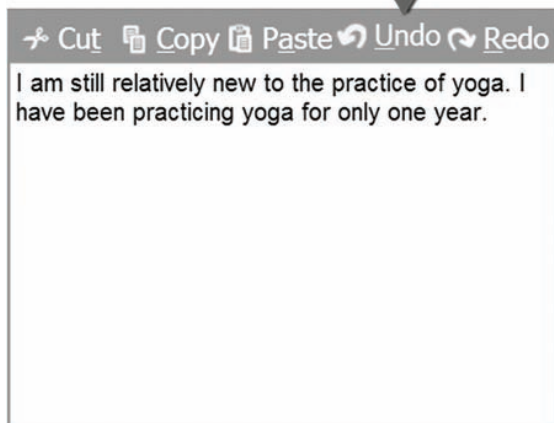 Cut Copy Paste Undo Redo
I am still relatively new to the practice of yoga. I
have been practicing yoga for only one year.